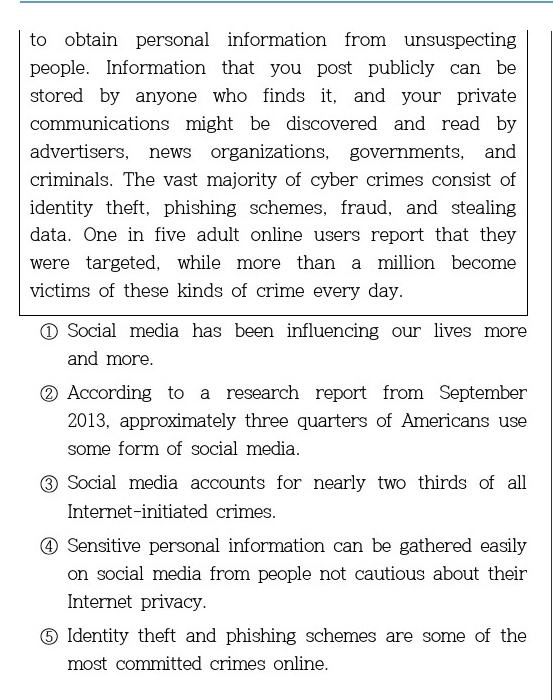 to obtain personal information from unsuspecting
people. Information that you post publicly can be
stored by anyone who finds it, and your private
communications might be discovered and read by
advertisers, news organizations, governments, and
criminals. The vast majority of cyber crimes consist of
identity theft, phishing schemes, fraud, and stealing
data. One in five adult online users report that they
were targeted, while more than a million become
victims of these kinds of crime every day.
① Social media has been influencing our lives more
and more.
② According to a research report from September
2013, approximately three quarters of Americans use
some form of social media.
③ Social media accounts for nearly two thirds of all
Internet-initiated crimes.
④ Sensitive personal information can be gathered easily
on social media from people not cautious about their
Internet privacy.
⑤ Identity theft and phishing schemes are some of the
most committed crimes online.